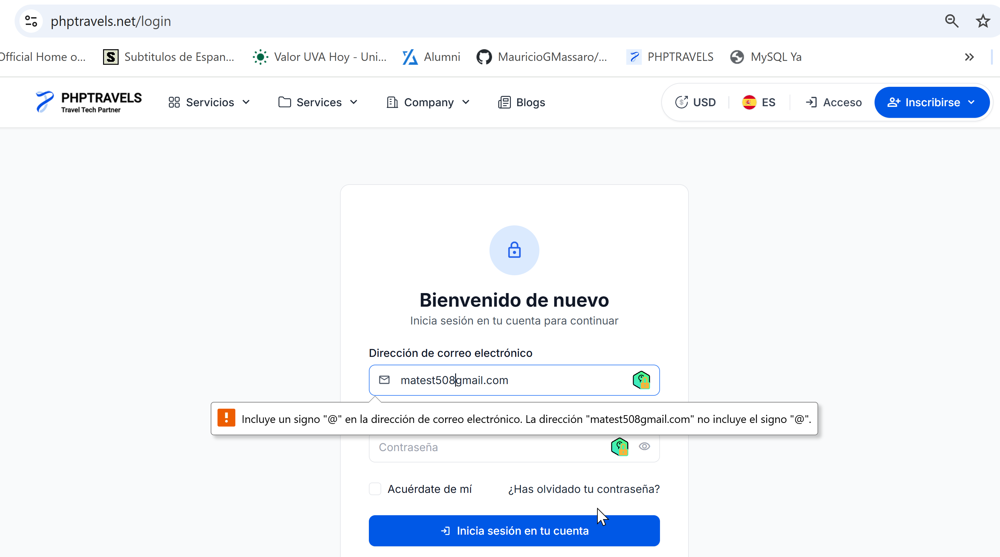 phptravels.net/login
Official Home o... Subtitulos de Espan... Valor UVA Hoy - Uni... Alumni MauricioGMassaro/... PHPTRAVELS MySQL Ya
PHPTRAVELS
Travel Tech Partner
Servicios Services Company Blogs USD ES Acceso Inscribirse
Bienvenido de nuevo
Inicia sesión en tu cuenta para continuar
Dirección de correo electrónico
matest508gmail.com
Incluye un signo "@" en la dirección de correo electrónico. La dirección "matest508gmail.com" no incluye el signo "@".
Contraseña
Acuérdate de mí ¿Has olvidado tu contraseña?
Inicia sesión en tu cuenta